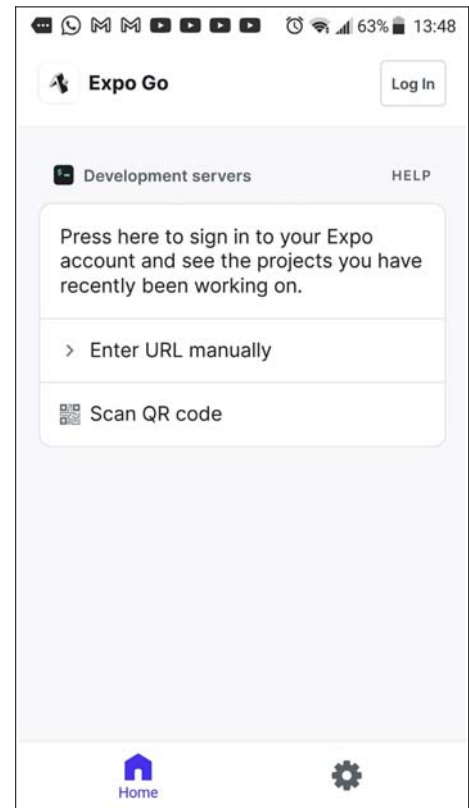 63% 13:48
Expo Go
Log In
Development servers
HELP
Press here to sign in to your Expo
account and see the projects you have
recently been working on.
Enter URL manually
Scan QR code
Home